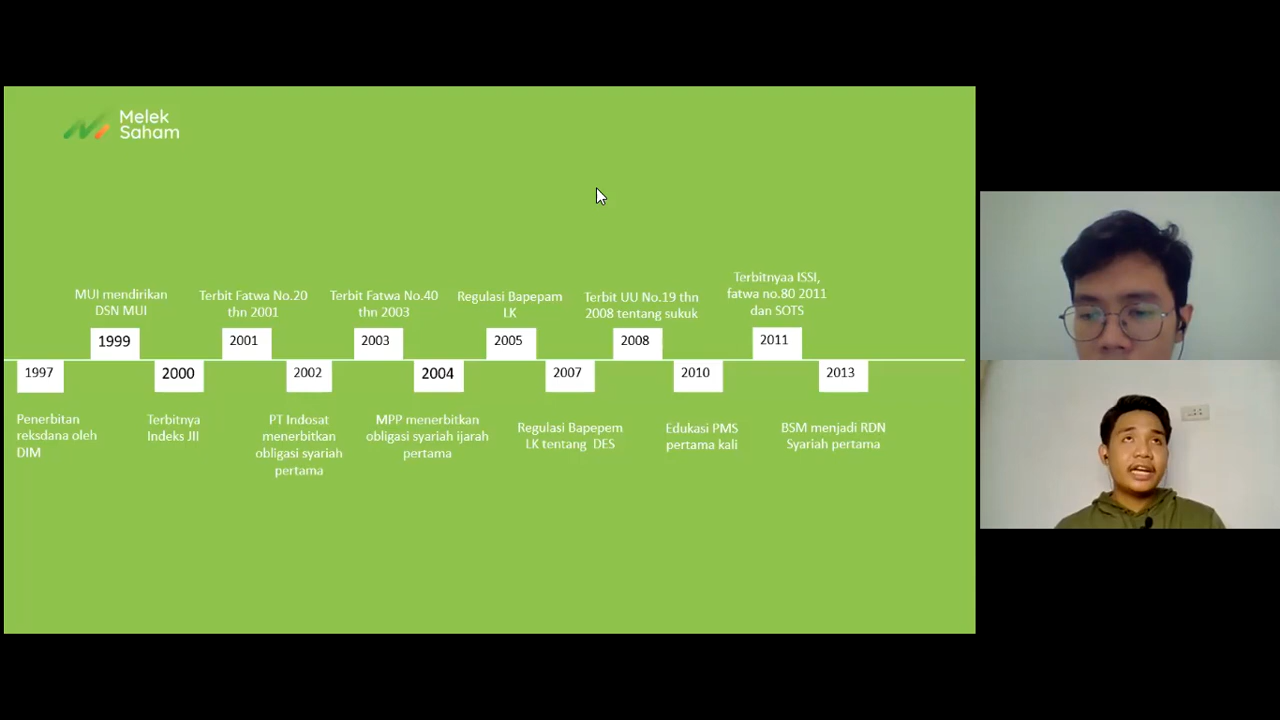 Melek
Saham
MUI mendirikan
DSN MUI
Terbit Fatwa No.20
thn 2001
Terbit Fatwa No.40
thn 2003
Regulasi Bapepam
LK
Terbit UU No.19 thn
2008 tentang sukuk
Terbitnyaa ISSI,
fatwa no.80 2011
dan SOTS
1999
2001
2003
2005
2008
2011
1997
2000
2002
2004
2007
2010
2013
Penerbitan
reksdana oleh
DIM
Terbitnya
Indeks JII
PT Indosat
menerbitkan
obligasi syariah
pertama
MPP menerbitkan
obligasi syariah ijarah
pertama
Regulasi Bapepem
LK tentang DES
Edukasi PMS
pertama kali
BSM menjadi RDN
Syariah pertama